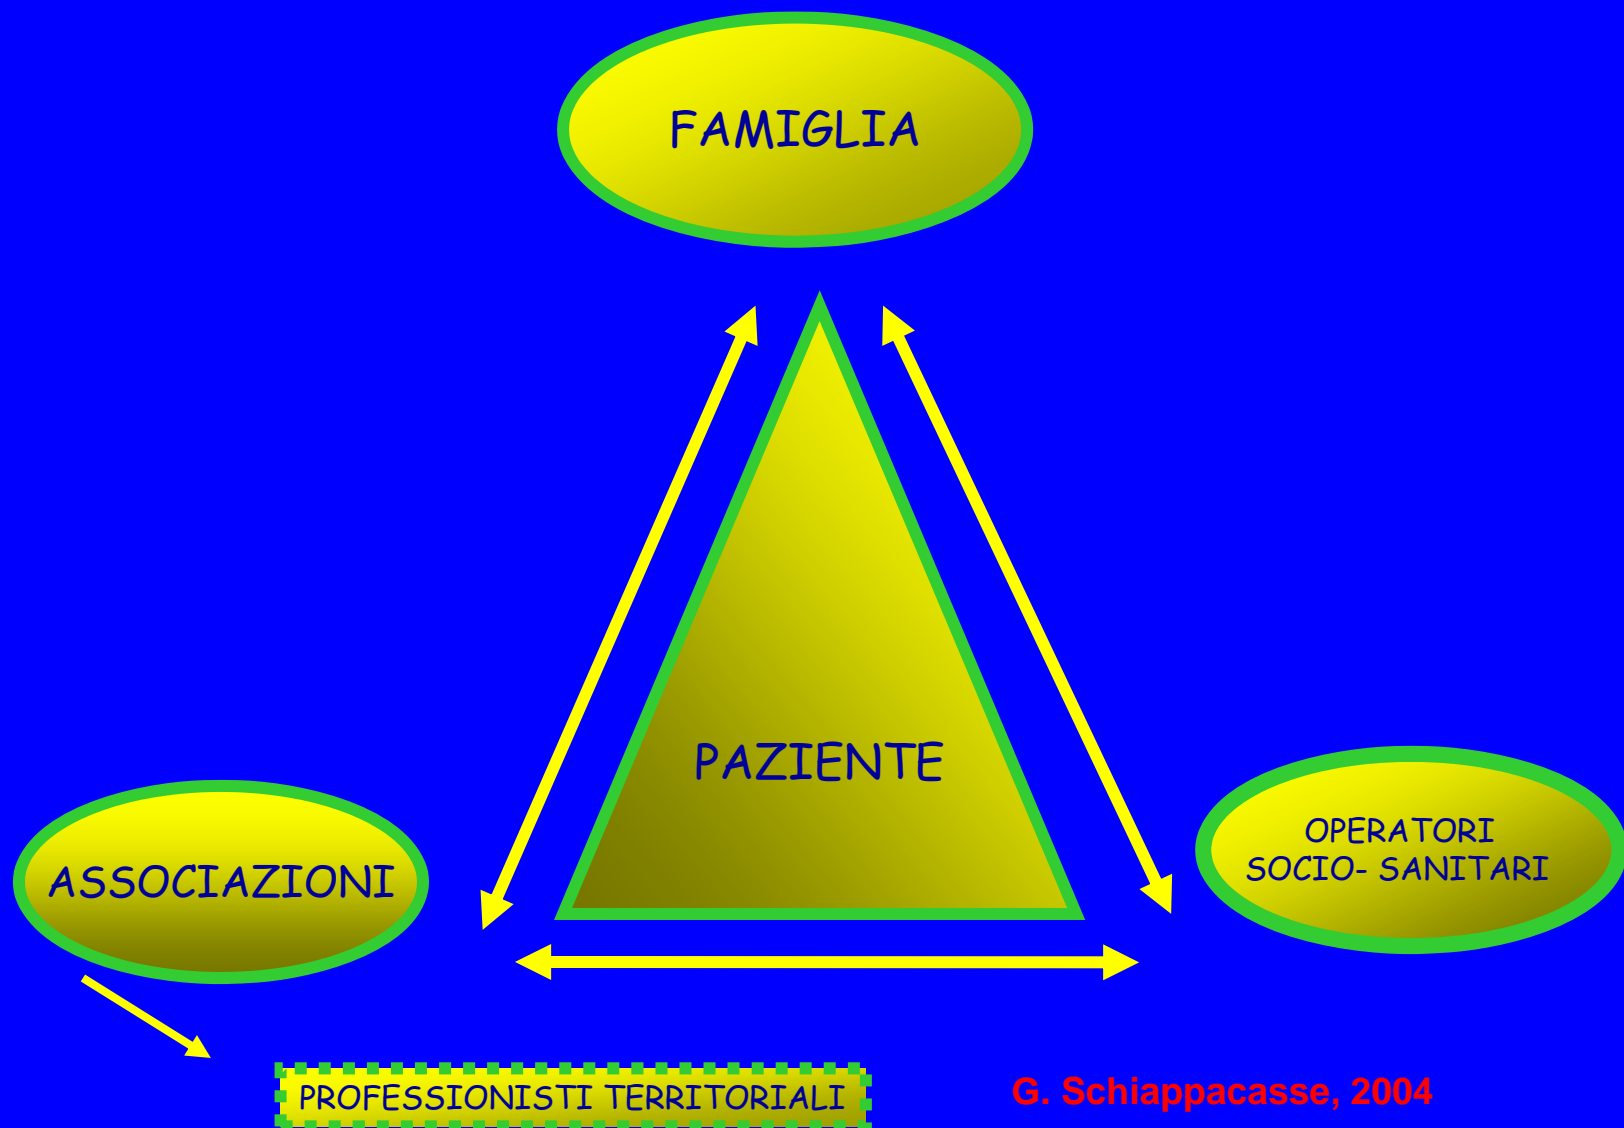 FAMIGLIA
PAZIENTE
ASSOCIAZIONI
OPERATORI
SOCIO- SANITARI
PROFESSIONISTI TERRITORIALI
G. Schiappacasse, 2004